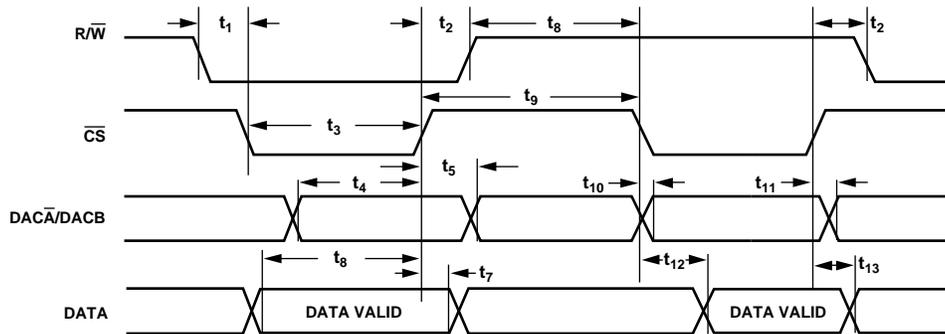 t1 t2 t8 t2
R/W̅
t9
t3
C̅S̅
t5
t4 t10 t11
DACA̅/DACB
t8 t7 t12 t13
DATA DATA VALID DATA VALID